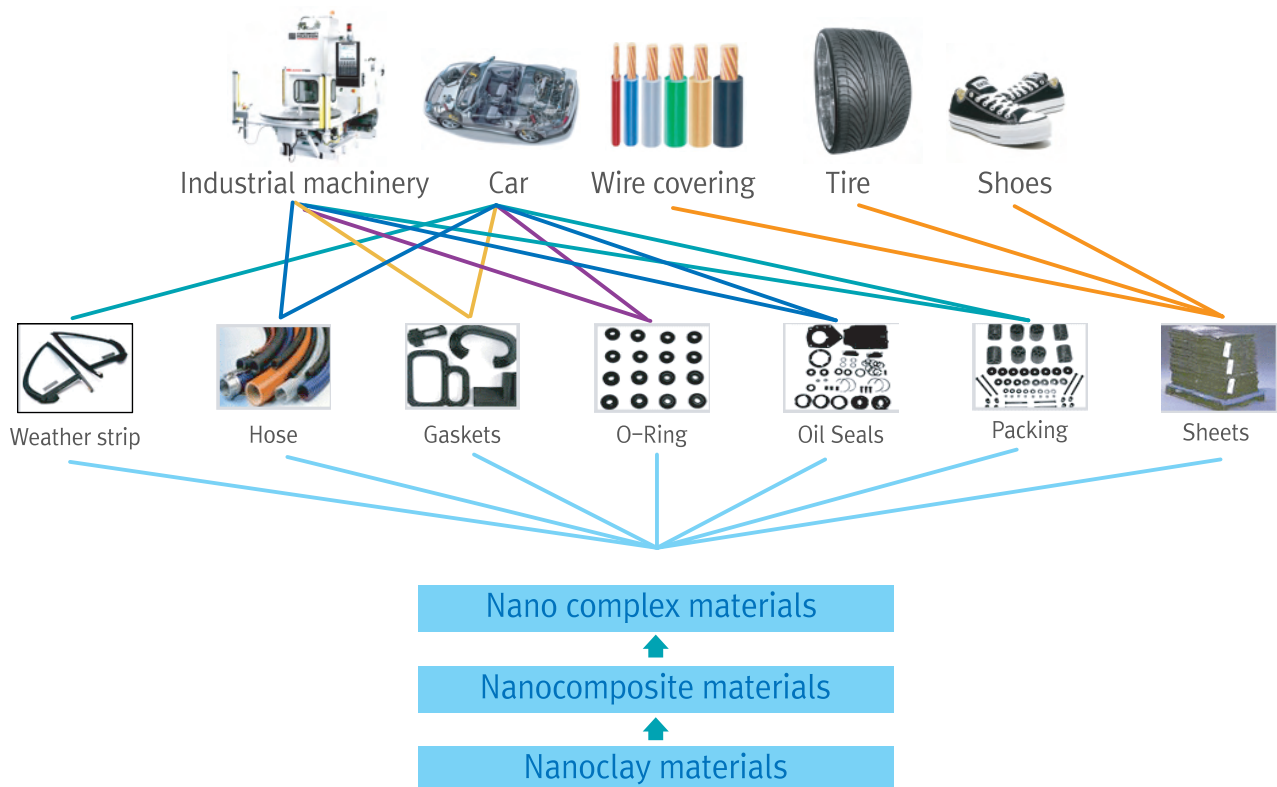 Industrial machinery
Car
Wire covering
Tire
Shoes
Weather strip
Hose
Gaskets
O-Ring
Oil Seals
Packing
Sheets
Nano complex materials
Nanocomposite materials
Nanoclay materials